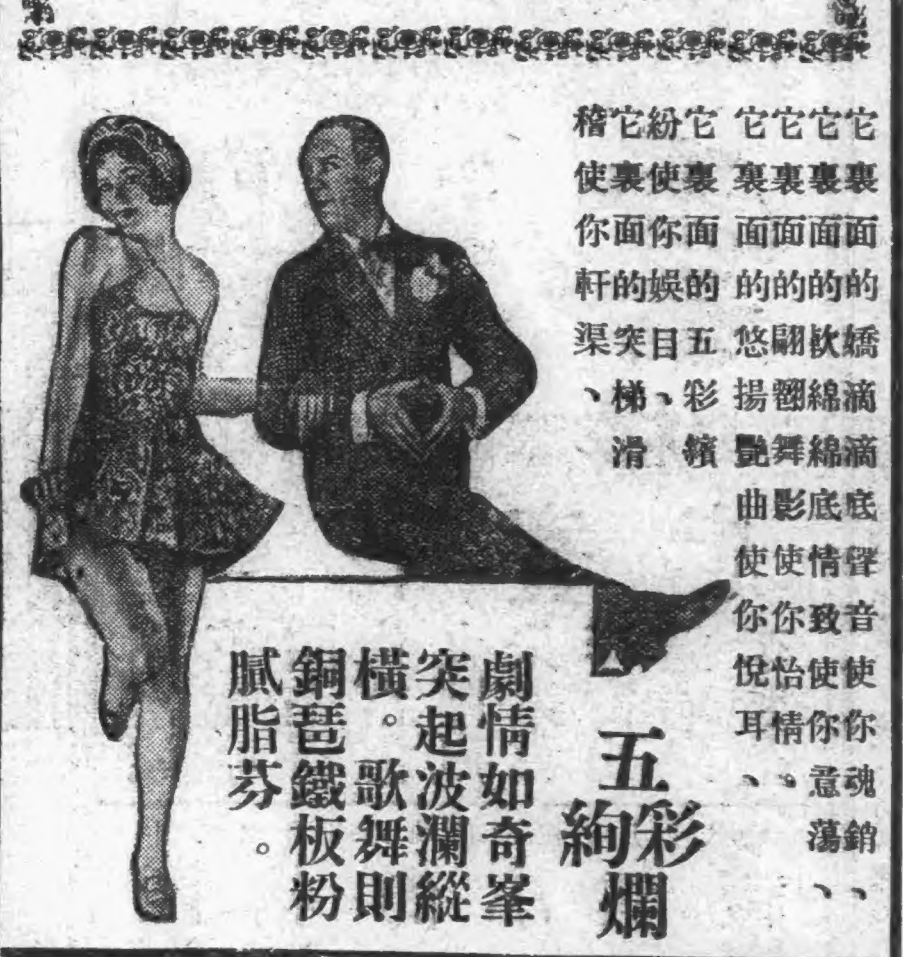 它裏面的嬌滴滴底聲音使你魂銷、
它裏面的軟綿綿底情致使你意蕩、
它裏面的翩翻舞影使你怡情。
它裏面的悠揚艷曲使你悅耳、
它裏面的五彩繽
紛使你娛目、
它裏面的突梯滑
稽使你軒渠、
五彩絢爛
劇情如奇峯
突起波瀾縱
橫。歌舞則
銅琶鐵板粉
膩脂芬。